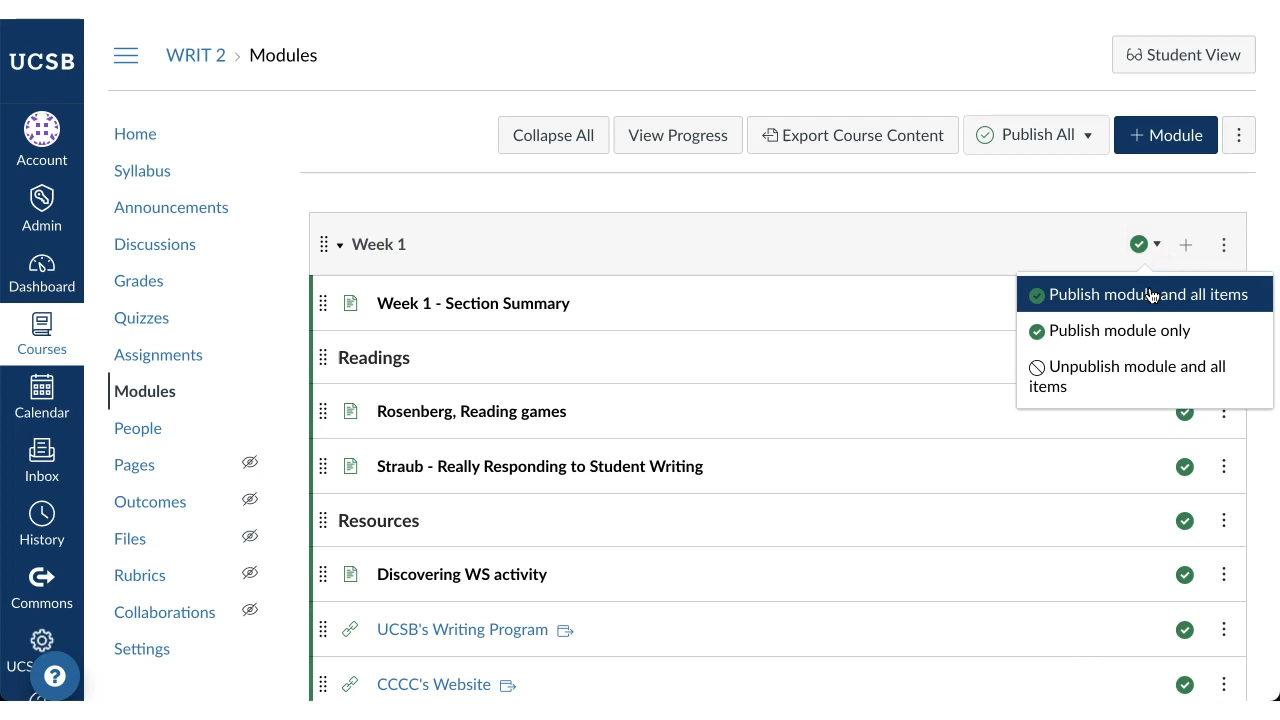 UCSB
WRIT 2 › Modules
Student View
Account
Admin
Dashboard
Courses
Calendar
Inbox
History
Commons
UCS
?
Home
Syllabus
Announcements
Discussions
Grades
Quizzes
Assignments
Modules
People
Pages
Outcomes
Files
Rubrics
Collaborations
Settings
Collapse All
View Progress
Export Course Content
Publish All
+ Module
Week 1
Publish module and all items
Publish module only
Unpublish module and all
items
Week 1 - Section Summary
Readings
Rosenberg, Reading games
Straub - Really Responding to Student Writing
Resources
Discovering WS activity
UCSB's Writing Program
CCCC's Website